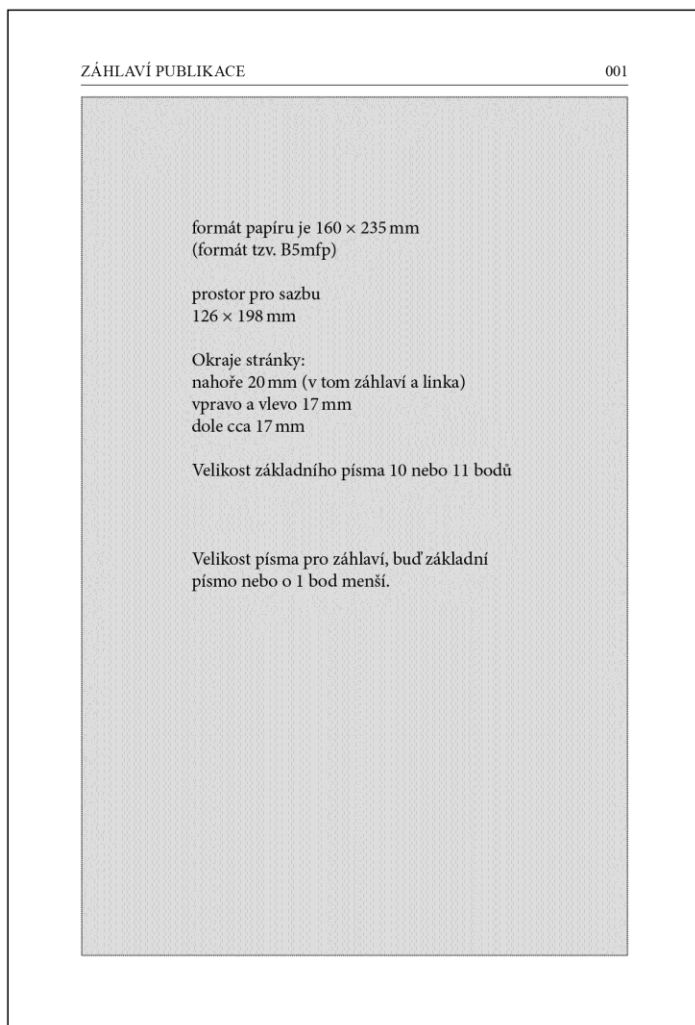 ZÁHLAVÍ PUBLIKACE 001
formát papíru je 160 × 235 mm
(formát tzv. B5mfp)
prostor pro sazbu
126 × 198 mm
Okraje stránky:
nahoře 20 mm (v tom záhlaví a linka)
vpravo a vlevo 17 mm
dole cca 17 mm
Velikost základního písma 10 nebo 11 bodů
Velikost písma pro záhlaví, buď základní
písmo nebo o 1 bod menší.